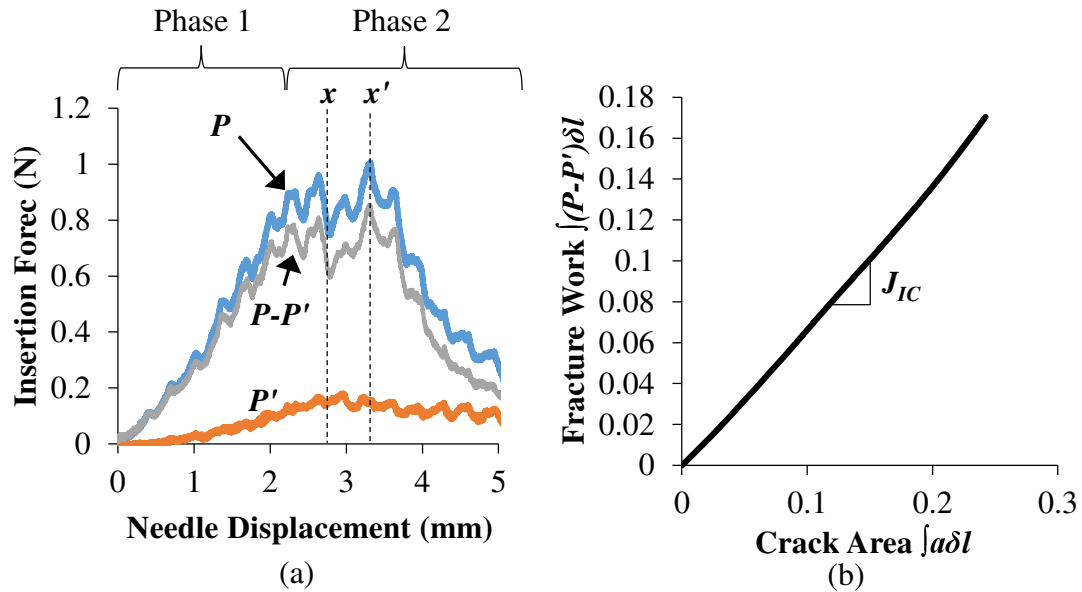 Phase 1
Phase 2
x
x'
1.2
1
0.8
0.6
0.4
0.2
0
P
P-P'
P'
Insertion Forec (N)
0
1
2
3
4
5
Needle Displacement (mm)
(a)
(b)
0.18
0.16
0.14
0.12
0.1
0.08
0.06
0.04
0.02
0
J_IC
Fracture Work ∫(P-P')δl
0
0.1
0.2
0.3
Crack Area ∫aδl